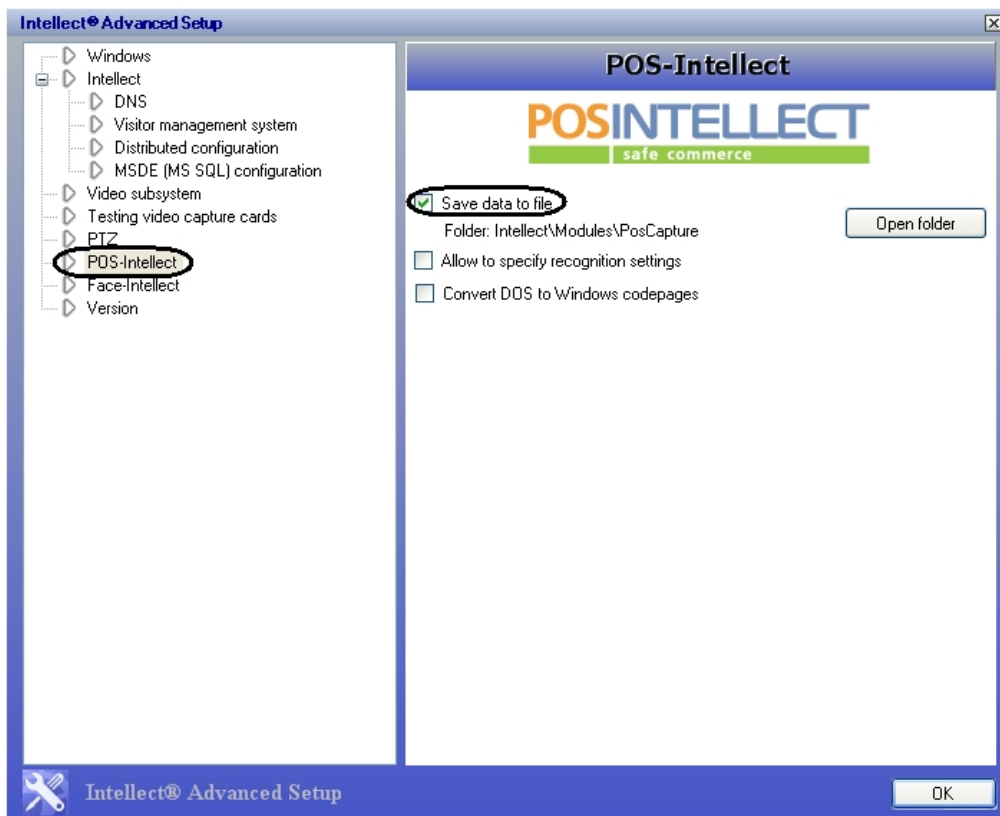 Intellect® Advanced Setup
Windows
Intellect
DNS
Visitor management system
Distributed configuration
MSDE (MS SQL) configuration
Video subsystem
Testing video capture cards
PTZ
POS-Intellect
Face-Intellect
Version
POS-Intellect
POSINTELLECT
safe commerce
Save data to file
Folder: Intellect\Modules\PosCapture
Open folder
Allow to specify recognition settings
Convert DOS to Windows codepages
Intellect® Advanced Setup
OK